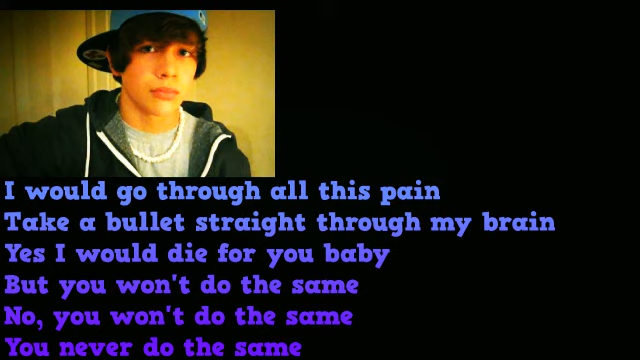 I would go through all this pain
Take a bullet straight through my brain
Yes I would die for you baby
But you won't do the same
No, you won't do the same
You never do the same